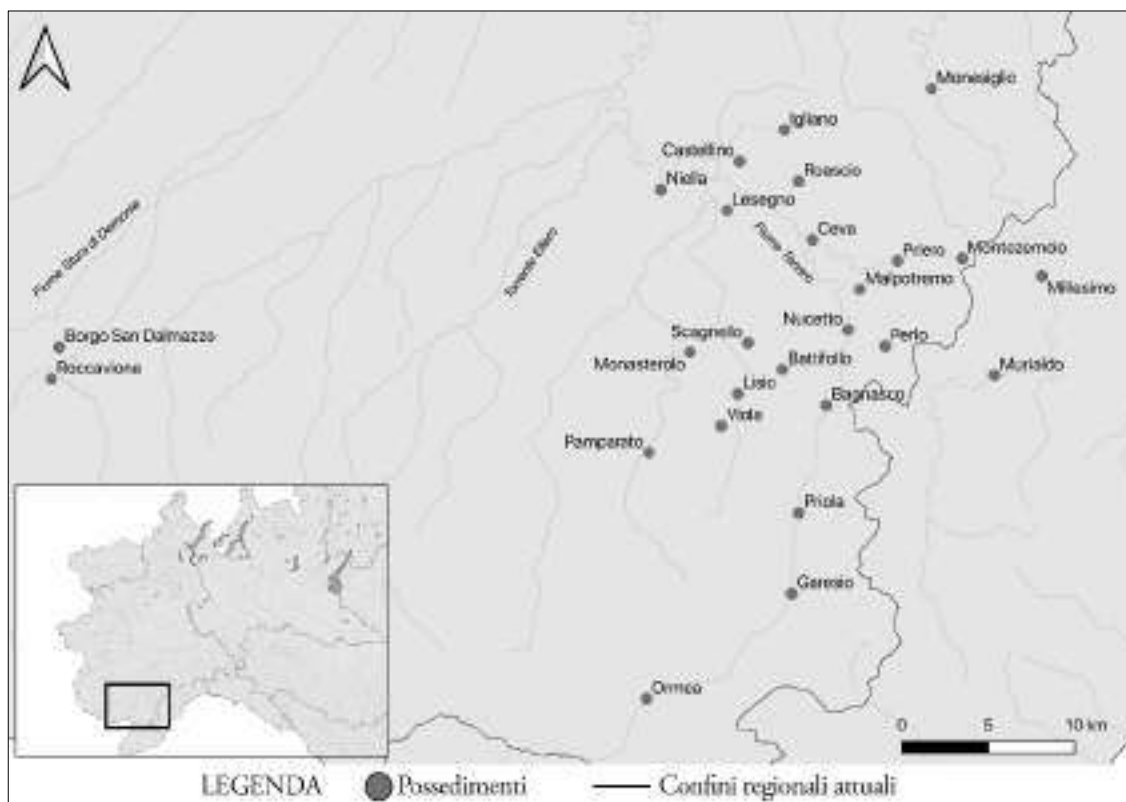 Monesiglio
Igliano
Castellino
Roascio
Niella
Lesegno
Fiume Stura di Demonte
Torrente Ellero
Fiume Tanaro
Ceva
Priero
Montezemolo
Malpotremo
Millesimo
Nucetto
Scagnello
Perlo
Borgo San Dalmazzo
Monasterolo
Battifollo
Roccavione
Murialdo
Lisio
Bagnasco
Viola
Pamparato
Priola
Garessio
Ormea
0 5 10 km
LEGENDA Possedimenti Confini regionali attuali